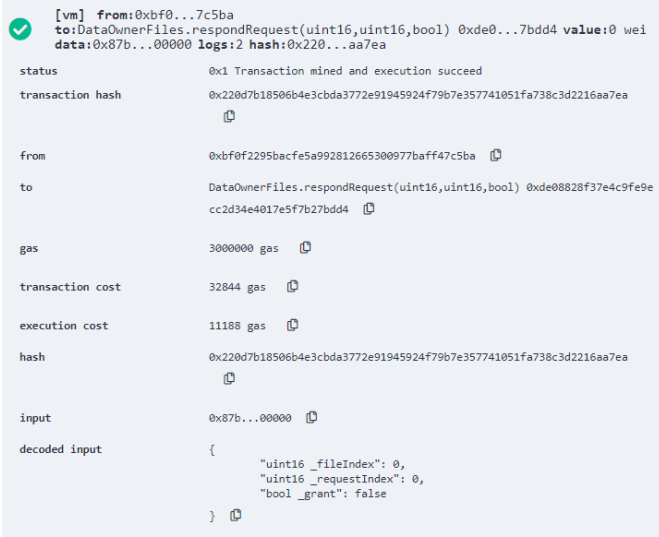 [vm] from:0xbf0...7c5ba
to:DataOwnerFiles.respondRequest(uint16,uint16,bool) 0xde0...7bdd4 value:0 wei
data:0x87b...00000 logs:2 hash:0x220...aa7ea
status 0x1 Transaction mined and execution succeed
transaction hash 0x220d7b18506b4e3cbda3772e91945924f79b7e357741051fa738c3d2216aa7ea
from 0xbf0f2295bacfe5a992812665300977baff47c5ba
to DataOwnerFiles.respondRequest(uint16,uint16,bool) 0xde08828f37e4c9fe9e
cc2d34e4017e5f7b27bdd4
gas 3000000 gas
transaction cost 32844 gas
execution cost 11188 gas
hash 0x220d7b18506b4e3cbda3772e91945924f79b7e357741051fa738c3d2216aa7ea
input 0x87b...00000
decoded input {
"uint16 _fileIndex": 0,
"uint16 _requestIndex": 0,
"bool _grant": false
}